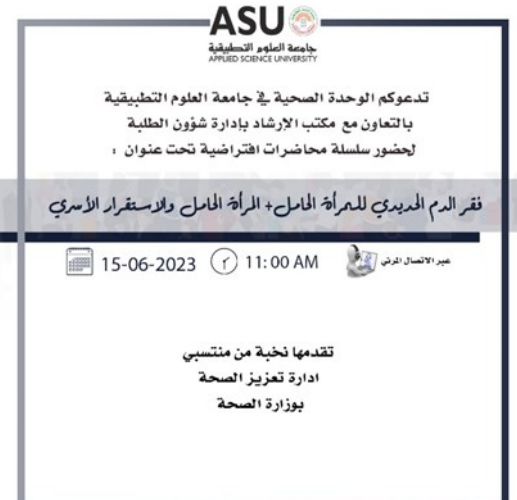 ASU
جامعة العلوم التطبيقية
APPLIED SCIENCE UNIVERSITY
تدعوكم الوحدة الصحية في جامعة العلوم التطبيقية
بالتعاون مع مكتب الإرشاد بإدارة شؤون الطلبة
لحضور سلسلة محاضرات افتراضية تحت عنوان :
فقر الدم الحديدي للمرأة الحامل + المرأة الحامل والاستقرار الأسري
15-06-2023 11:00 AM عبر الاتصال المرئي
تقدمها نخبة من منتسبي
ادارة تعزيز الصحة
بوزارة الصحة